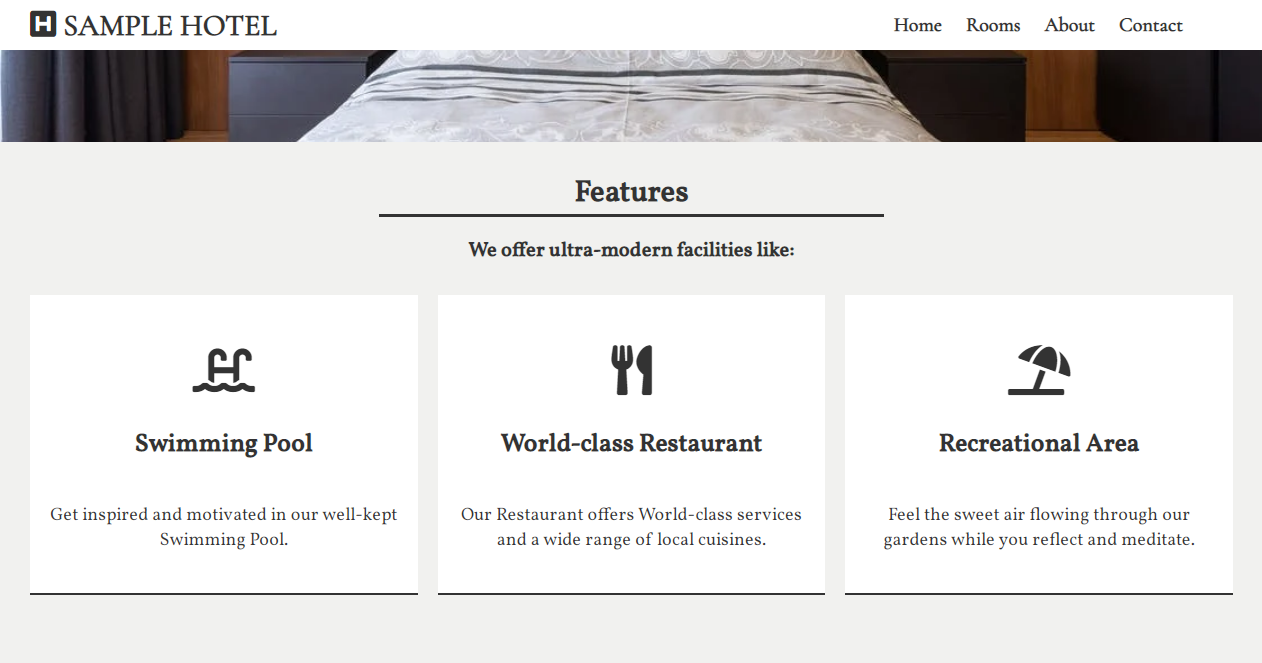 H SAMPLE HOTEL
Home Rooms About Contact
Features
We offer ultra-modern facilities like:
Swimming Pool
Get inspired and motivated in our well-kept
Swimming Pool.
World-class Restaurant
Our Restaurant offers World-class services
and a wide range of local cuisines.
Recreational Area
Feel the sweet air flowing through our
gardens while you reflect and meditate.